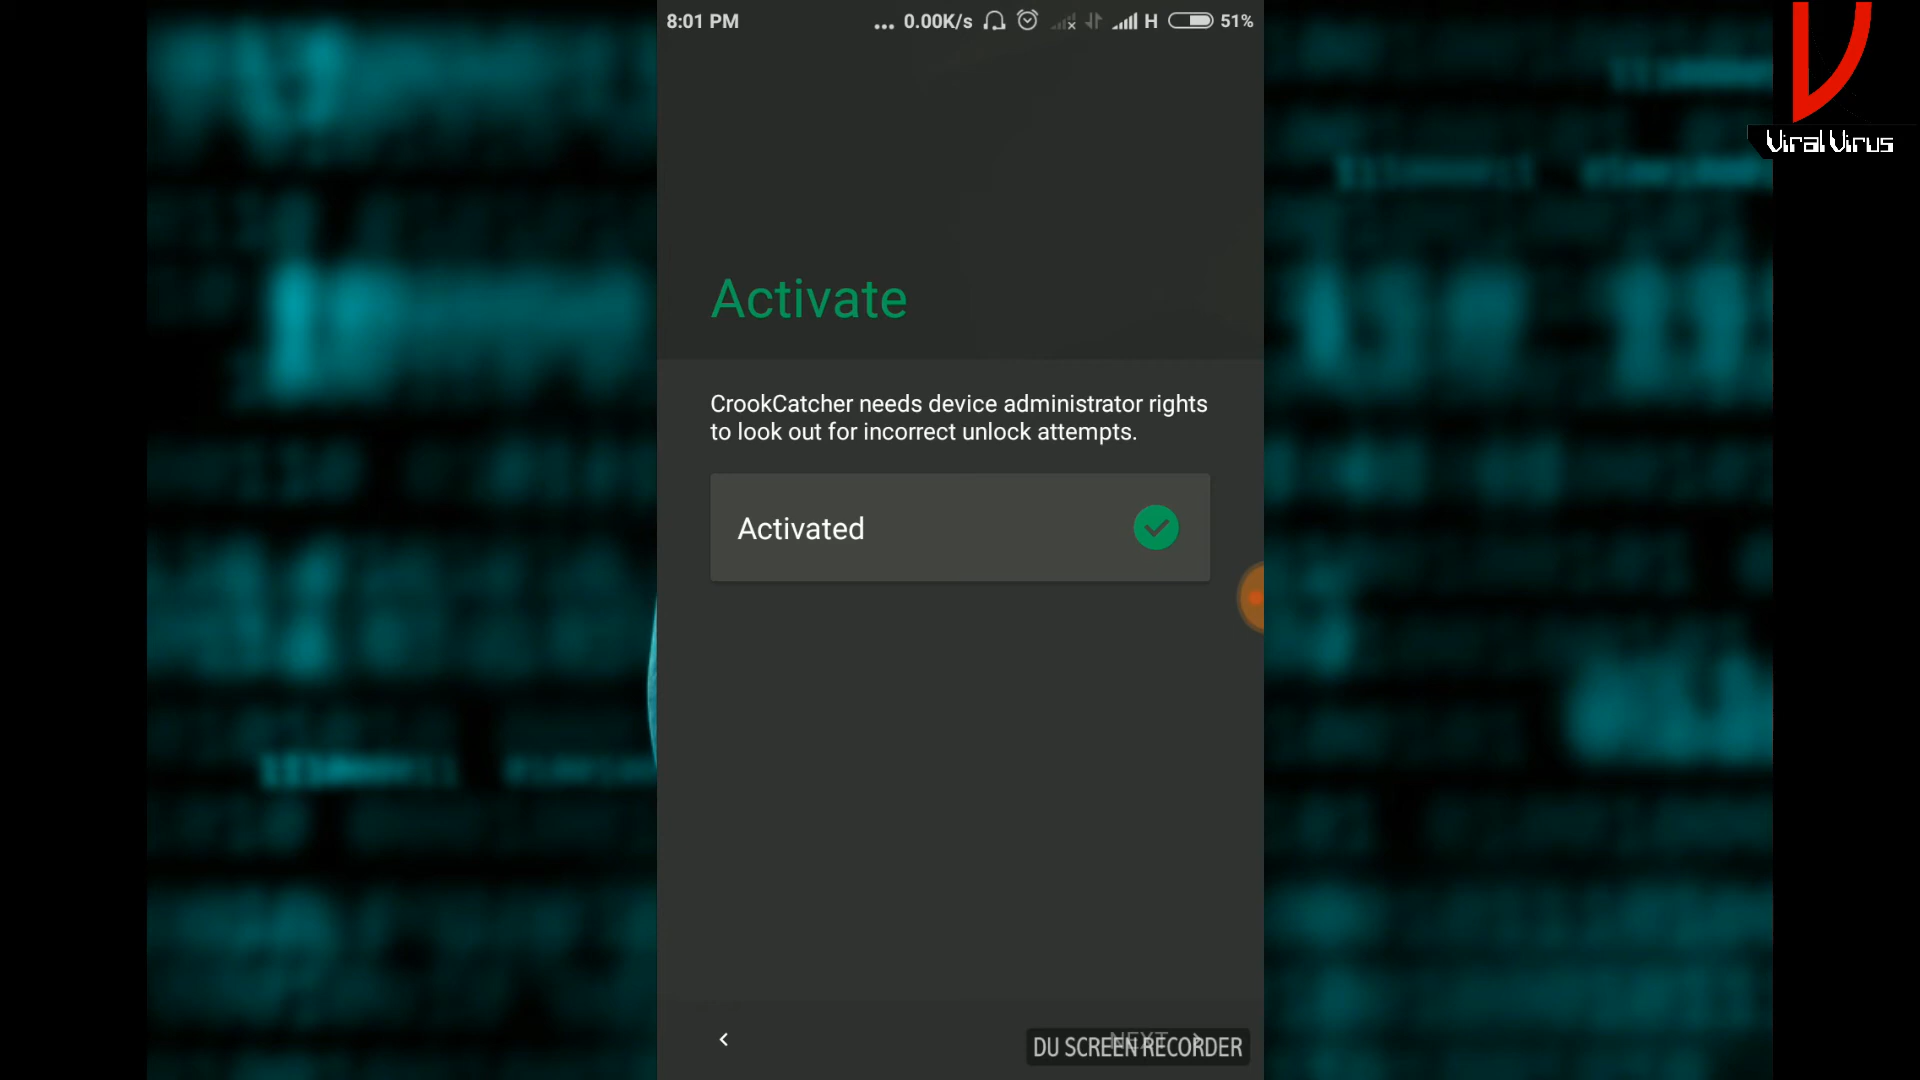 8:01 PM
... 0.00K/s H 51%
Viral Virus
Activate
CrookCatcher needs device administrator rights
to look out for incorrect unlock attempts.
Activated
NEXT
DU SCREEN RECORDER